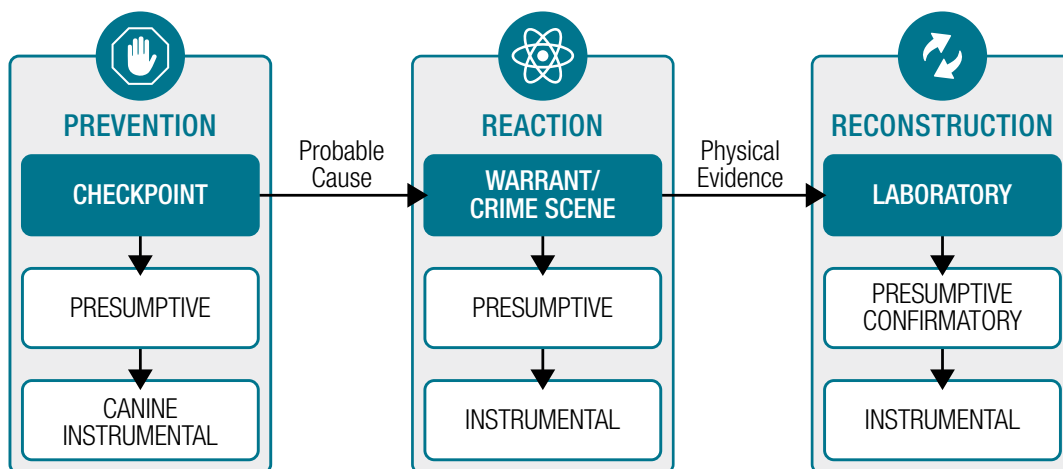 PREVENTION
CHECKPOINT
PRESUMPTIVE
CANINE
INSTRUMENTAL
Probable
Cause
REACTION
WARRANT/
CRIME SCENE
PRESUMPTIVE
INSTRUMENTAL
Physical
Evidence
RECONSTRUCTION
LABORATORY
PRESUMPTIVE
CONFIRMATORY
INSTRUMENTAL